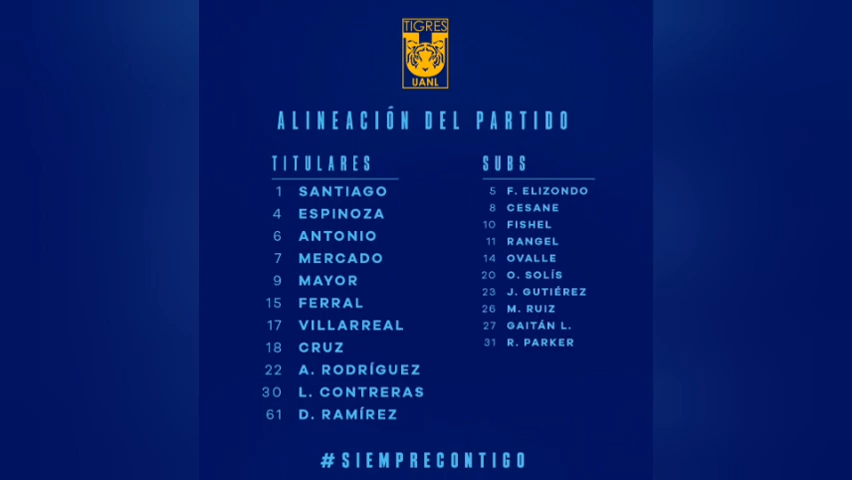 TIGRES
UANL
ALINEACIÓN DEL PARTIDO
TITULARES
1 SANTIAGO
4 ESPINOZA
6 ANTONIO
7 MERCADO
9 MAYOR
15 FERRAL
17 VILLARREAL
18 CRUZ
22 A. RODRÍGUEZ
30 L. CONTRERAS
61 D. RAMÍREZ
SUBS
5 F. ELIZONDO
8 CESANE
10 FISHEL
11 RANGEL
14 OVALLE
20 O. SOLÍS
23 J. GUTIÉREZ
26 M. RUIZ
27 GAITÁN L.
31 R. PARKER
#SIEMPRECONTIGO